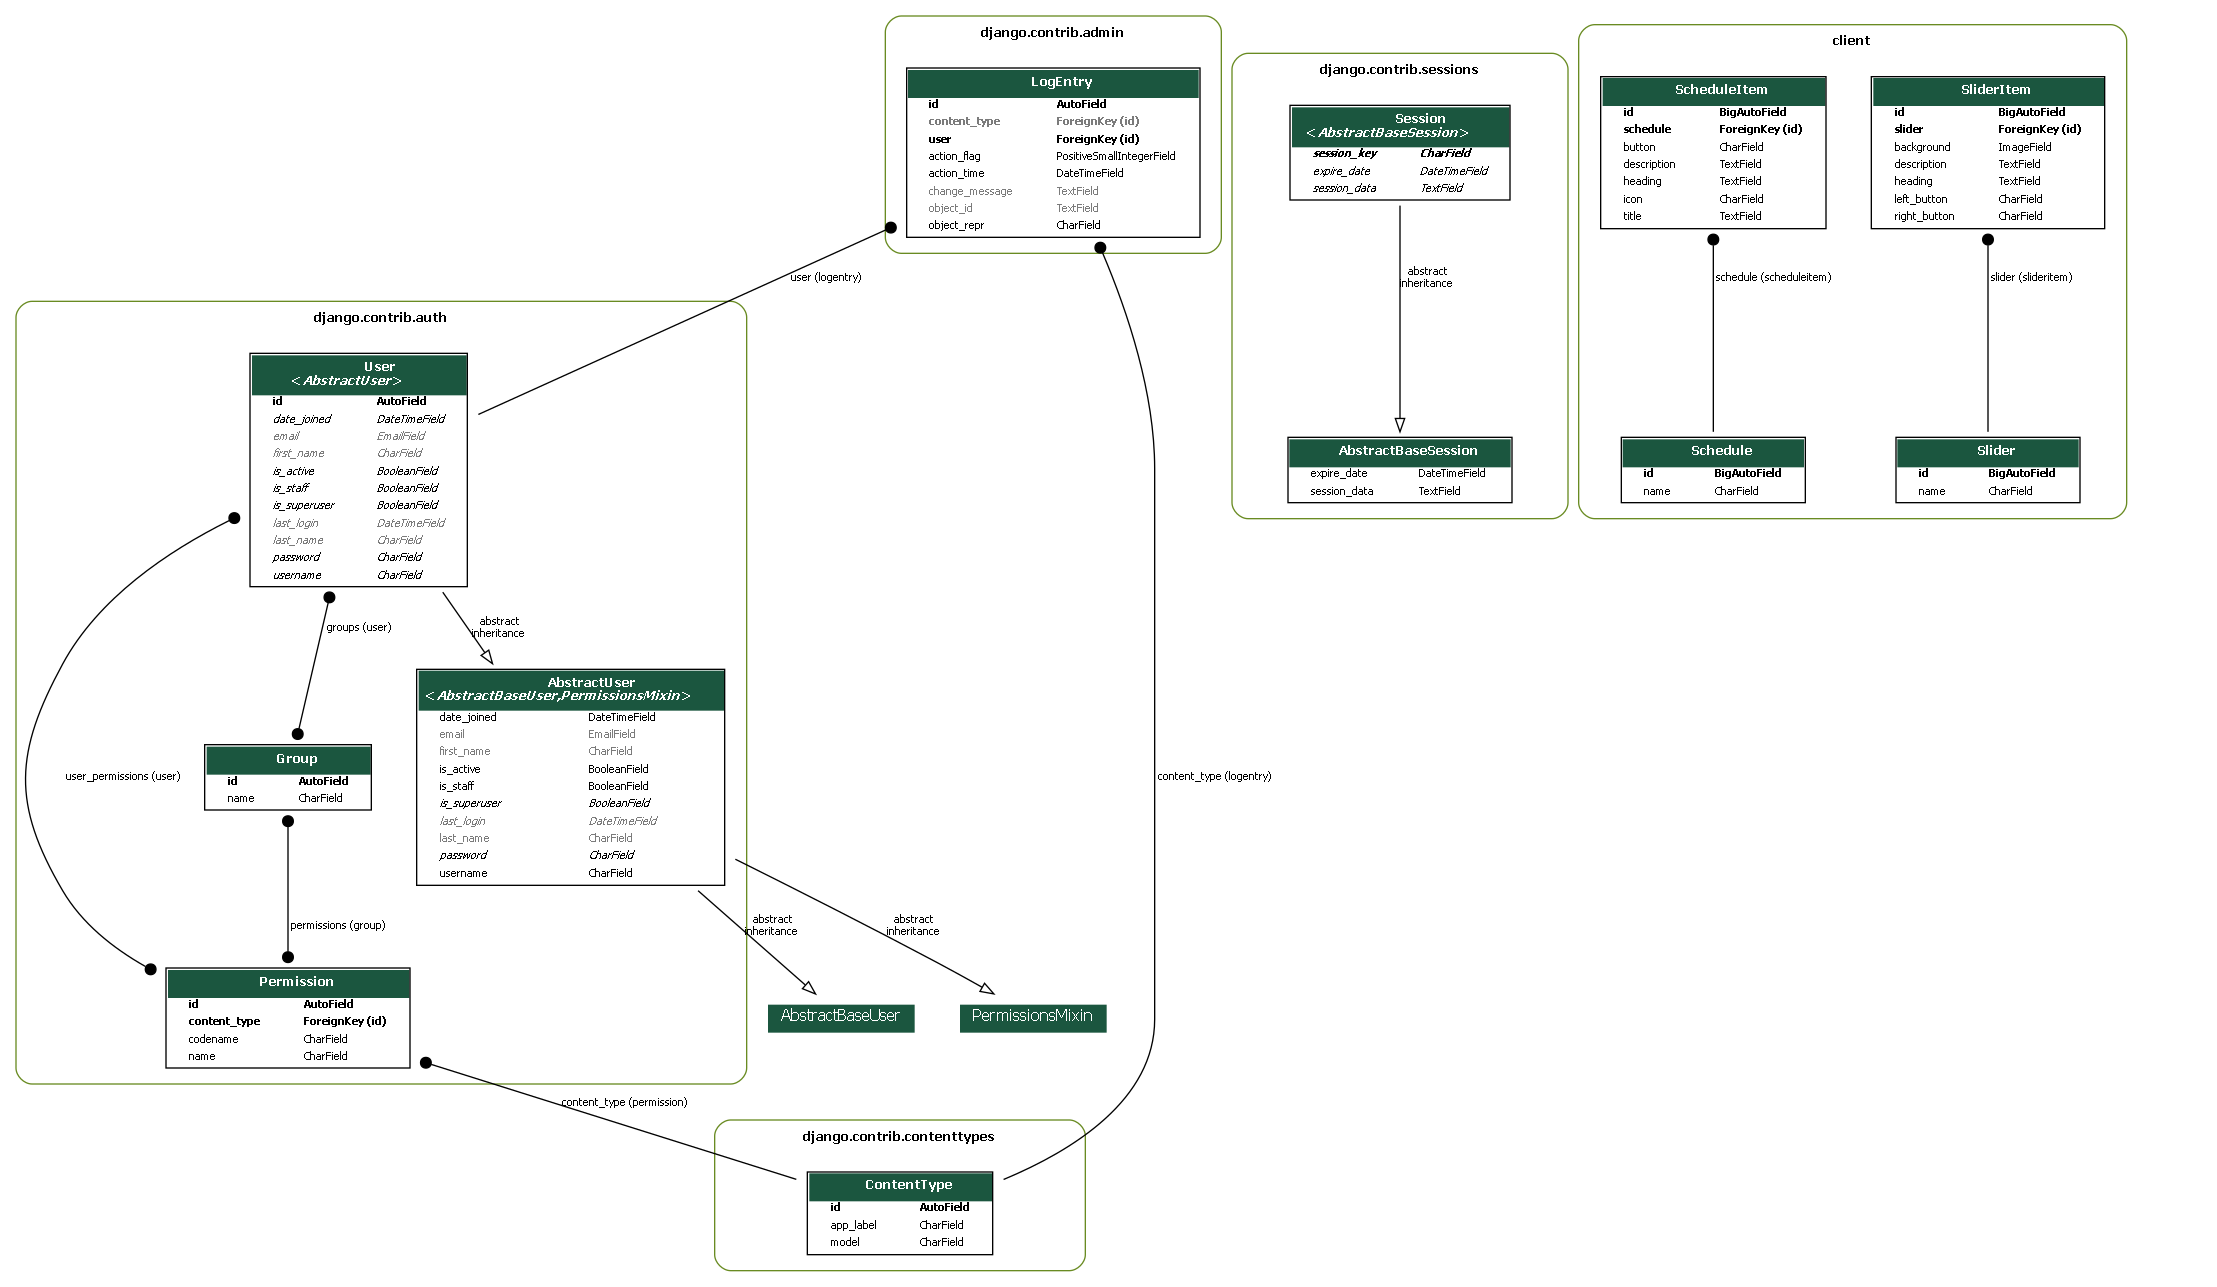 django.contrib.admin
LogEntry
id AutoField
content_type ForeignKey (id)
user ForeignKey (id)
action_flag PositiveSmallIntegerField
action_time DateTimeField
change_message TextField
object_id TextField
object_repr CharField
django.contrib.sessions
Session
<AbstractBaseSession>
session_key CharField
expire_date DateTimeField
session_data TextField
abstract
inheritance
AbstractBaseSession
expire_date DateTimeField
session_data TextField
client
ScheduleItem
id BigAutoField
schedule ForeignKey (id)
button CharField
description TextField
heading TextField
icon CharField
title TextField
SliderItem
id BigAutoField
slider ForeignKey (id)
background ImageField
description TextField
heading TextField
left_button CharField
right_button CharField
schedule (scheduleitem)
slider (slideritem)
Schedule
id BigAutoField
name CharField
Slider
id BigAutoField
name CharField
user (logentry)
django.contrib.auth
User
<AbstractUser>
id AutoField
date_joined DateTimeField
email EmailField
first_name CharField
is_active BooleanField
is_staff BooleanField
is_superuser BooleanField
last_login DateTimeField
last_name CharField
password CharField
username CharField
groups (user)
abstract
inheritance
AbstractUser
<AbstractBaseUser,PermissionsMixin>
date_joined DateTimeField
email EmailField
first_name CharField
is_active BooleanField
is_staff BooleanField
is_superuser BooleanField
last_login DateTimeField
last_name CharField
password CharField
username CharField
user_permissions (user)
Group
id AutoField
name CharField
permissions (group)
Permission
id AutoField
content_type ForeignKey (id)
codename CharField
name CharField
abstract
inheritance
abstract
inheritance
AbstractBaseUser
PermissionsMixin
content_type (logentry)
content_type (permission)
django.contrib.contenttypes
ContentType
id AutoField
app_label CharField
model CharField